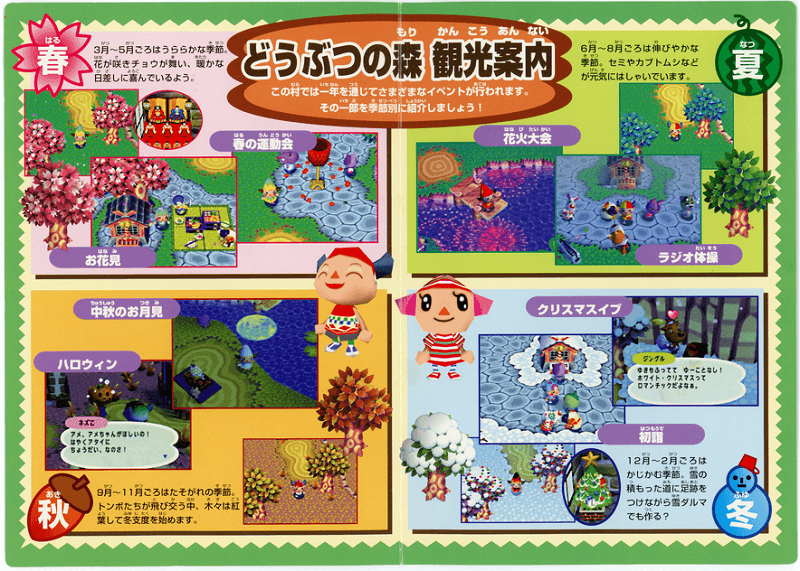 どうぶつの森 観光案内
この村では一年を通じてさまざまなイベントが行われます。
その一部を季節別に紹介しましょう!
春
3月〜5月ごろはうららかな季節。
花が咲きチョウが舞い、暖かな
日差しに喜んでいるよう。
春の運動会
お花見
夏
6月〜8月ごろは伸びやかな
季節。セミやカブトムシなど
が元気にはしゃいでいます。
花火大会
ラジオ体操
中秋のお月見
ハロウィン
ネズこ
アメ、アメちゃんがほしいの!
はやくアタイに
ちょうだい、なのさ!
秋
9月〜11月ごろはたそがれの季節。
トンボたちが飛び交う中、木々は紅
葉して冬支度を始めます。
クリスマスイブ
ジングル
ゆきもふってて ゆーことなし!
ホワイト・クリスマスって
ロマンチックだよなぁ。
初詣
12月〜2月ごろは
かじかむ季節。雪の
積もった道に足跡を
つけながら雪ダルマ
でも作る?
冬